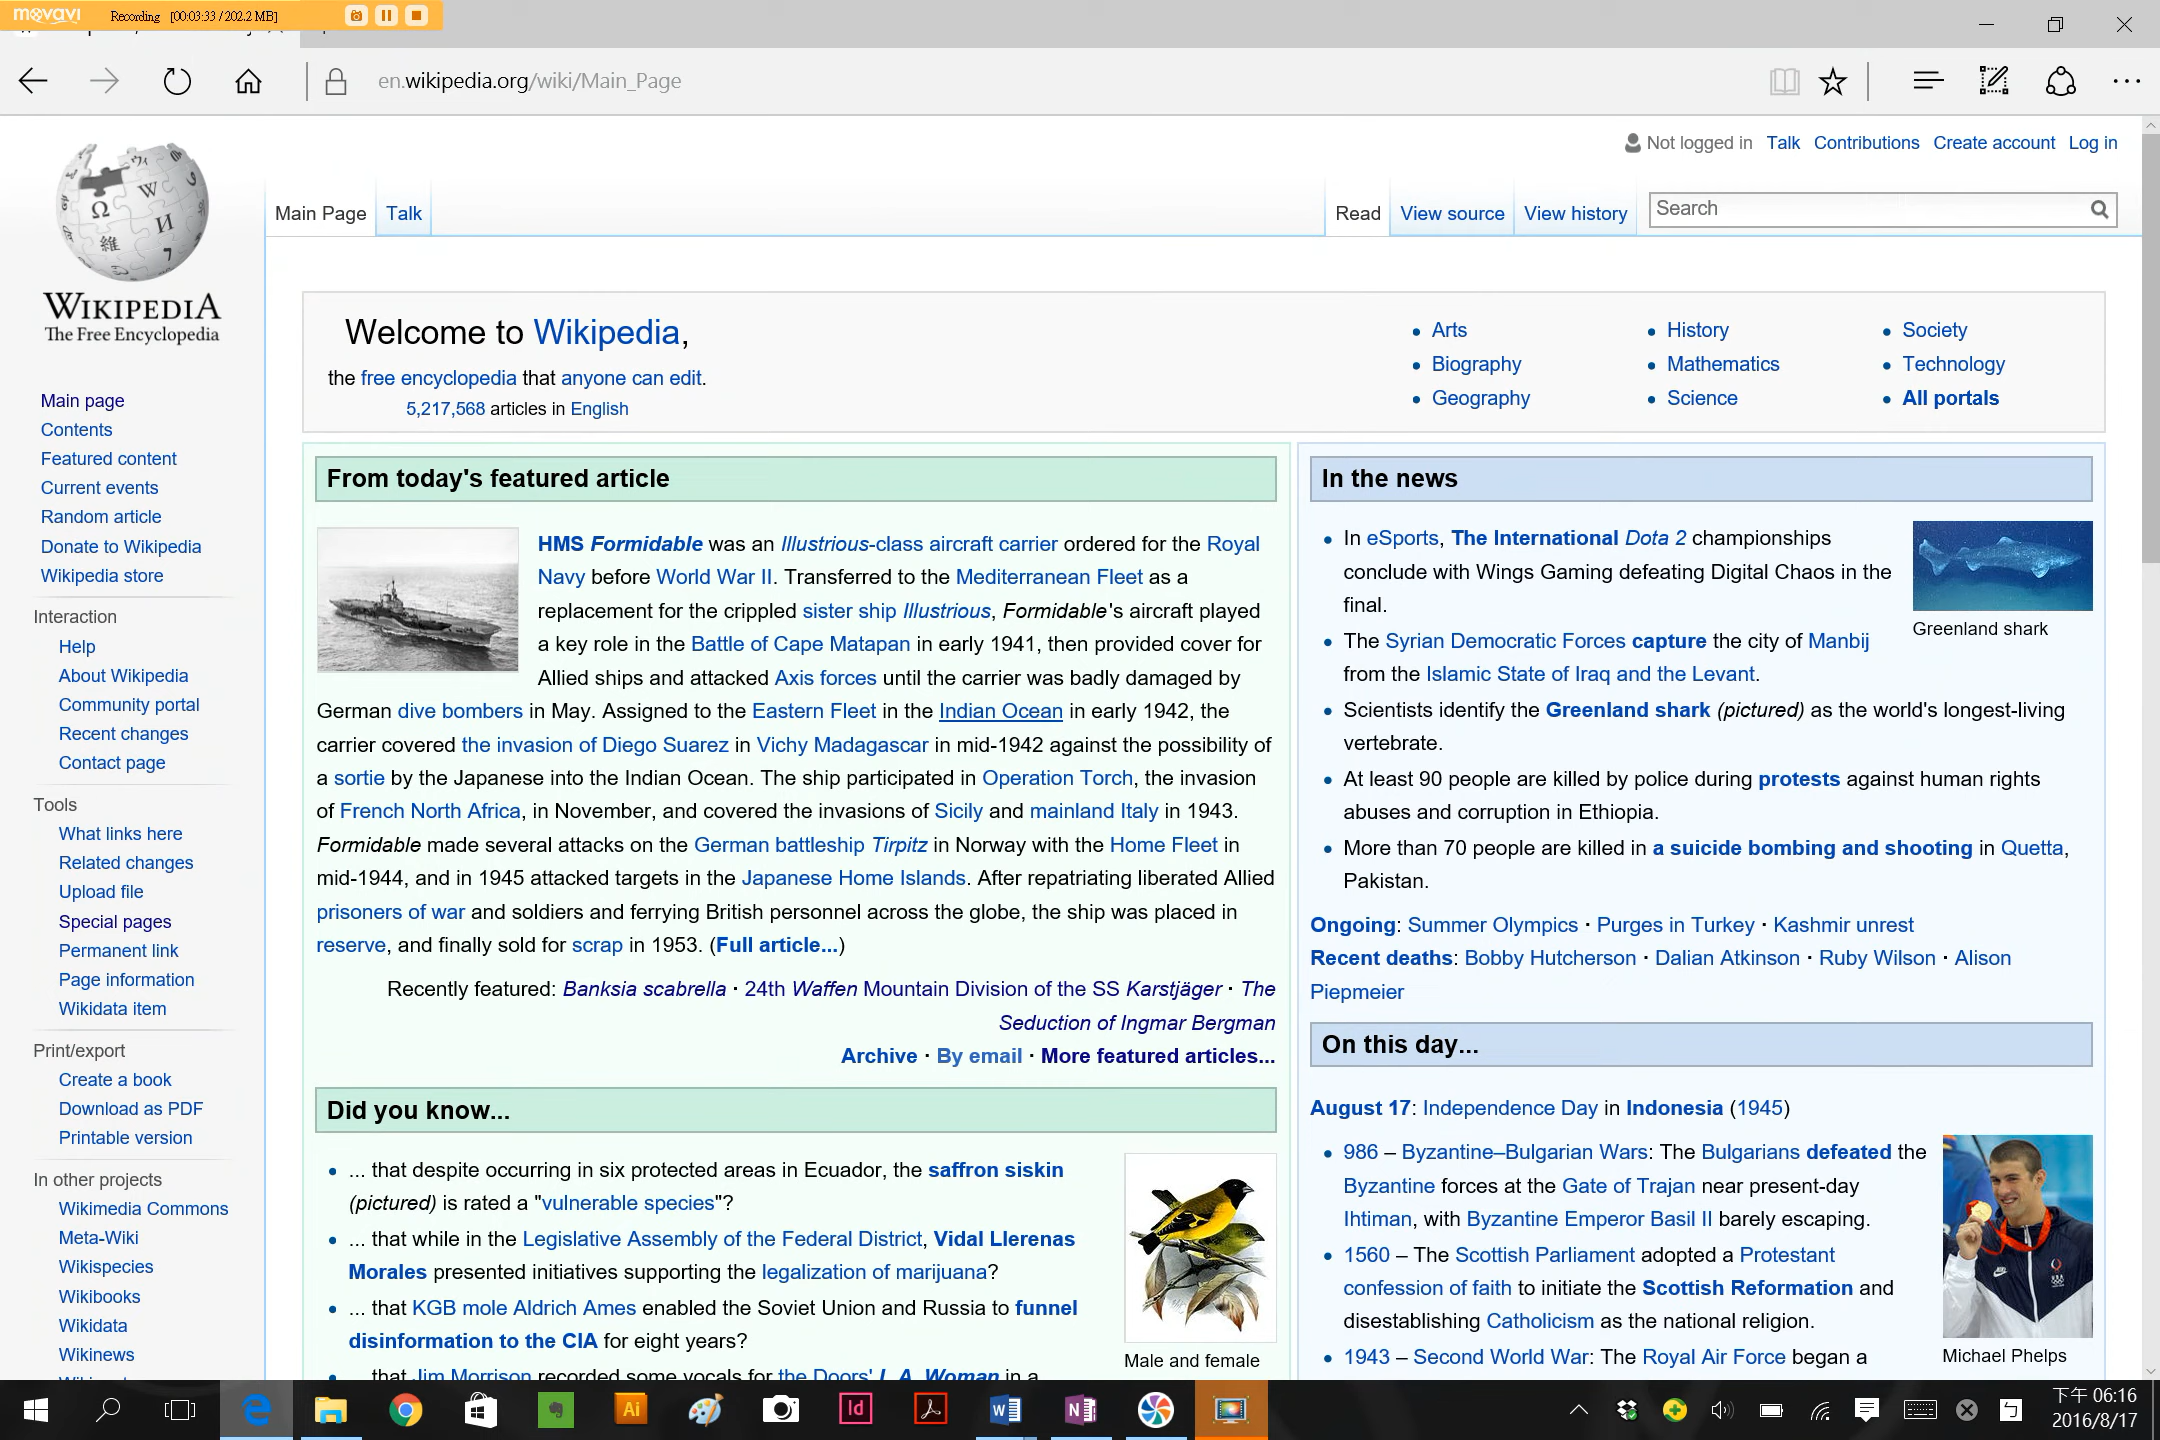 movavi Recording [00:03:33 / 202.2 MB]
en.wikipedia.org/wiki/Main_Page
Not logged in Talk Contributions Create account Log in
Main Page Talk Read View source View history Search
WIKIPEDIA
The Free Encyclopedia
Main page
Contents
Featured content
Current events
Random article
Donate to Wikipedia
Wikipedia store
Interaction
Help
About Wikipedia
Community portal
Recent changes
Contact page
Tools
What links here
Related changes
Upload file
Special pages
Permanent link
Page information
Wikidata item
Print/export
Create a book
Download as PDF
Printable version
In other projects
Wikimedia Commons
Meta-Wiki
Wikispecies
Wikibooks
Wikidata
Wikinews
Welcome to Wikipedia,
the free encyclopedia that anyone can edit.
5,217,568 articles in English
Arts
Biography
Geography
History
Mathematics
Science
Society
Technology
All portals
From today's featured article
HMS Formidable was an Illustrious-class aircraft carrier ordered for the Royal
Navy before World War II. Transferred to the Mediterranean Fleet as a
replacement for the crippled sister ship Illustrious, Formidable's aircraft played
a key role in the Battle of Cape Matapan in early 1941, then provided cover for
Allied ships and attacked Axis forces until the carrier was badly damaged by
German dive bombers in May. Assigned to the Eastern Fleet in the Indian Ocean in early 1942, the
carrier covered the invasion of Diego Suarez in Vichy Madagascar in mid-1942 against the possibility of
a sortie by the Japanese into the Indian Ocean. The ship participated in Operation Torch, the invasion
of French North Africa, in November, and covered the invasions of Sicily and mainland Italy in 1943.
Formidable made several attacks on the German battleship Tirpitz in Norway with the Home Fleet in
mid-1944, and in 1945 attacked targets in the Japanese Home Islands. After repatriating liberated Allied
prisoners of war and soldiers and ferrying British personnel across the globe, the ship was placed in
reserve, and finally sold for scrap in 1953. (Full article...)
Recently featured: Banksia scabrella · 24th Waffen Mountain Division of the SS Karstjäger · The
Seduction of Ingmar Bergman
Archive · By email · More featured articles...
Did you know...
... that despite occurring in six protected areas in Ecuador, the saffron siskin
(pictured) is rated a "vulnerable species"?
... that while in the Legislative Assembly of the Federal District, Vidal Llerenas
Morales presented initiatives supporting the legalization of marijuana?
... that KGB mole Aldrich Ames enabled the Soviet Union and Russia to funnel
disinformation to the CIA for eight years?
... that Jim Morrison recorded some vocals for the Doors' L.A. Woman in a
Male and female
In the news
In eSports, The International Dota 2 championships
conclude with Wings Gaming defeating Digital Chaos in the
final.
The Syrian Democratic Forces capture the city of Manbij
from the Islamic State of Iraq and the Levant.
Scientists identify the Greenland shark (pictured) as the world's longest-living
vertebrate.
At least 90 people are killed by police during protests against human rights
abuses and corruption in Ethiopia.
More than 70 people are killed in a suicide bombing and shooting in Quetta,
Pakistan.
Greenland shark
Ongoing: Summer Olympics · Purges in Turkey · Kashmir unrest
Recent deaths: Bobby Hutcherson · Dalian Atkinson · Ruby Wilson · Alison
Piepmeier
On this day...
August 17: Independence Day in Indonesia (1945)
986 – Byzantine–Bulgarian Wars: The Bulgarians defeated the
Byzantine forces at the Gate of Trajan near present-day
Ihtiman, with Byzantine Emperor Basil II barely escaping.
1560 – The Scottish Parliament adopted a Protestant
confession of faith to initiate the Scottish Reformation and
disestablishing Catholicism as the national religion.
1943 – Second World War: The Royal Air Force began a
Michael Phelps
Ai
Id
下午 06:16
2016/8/17